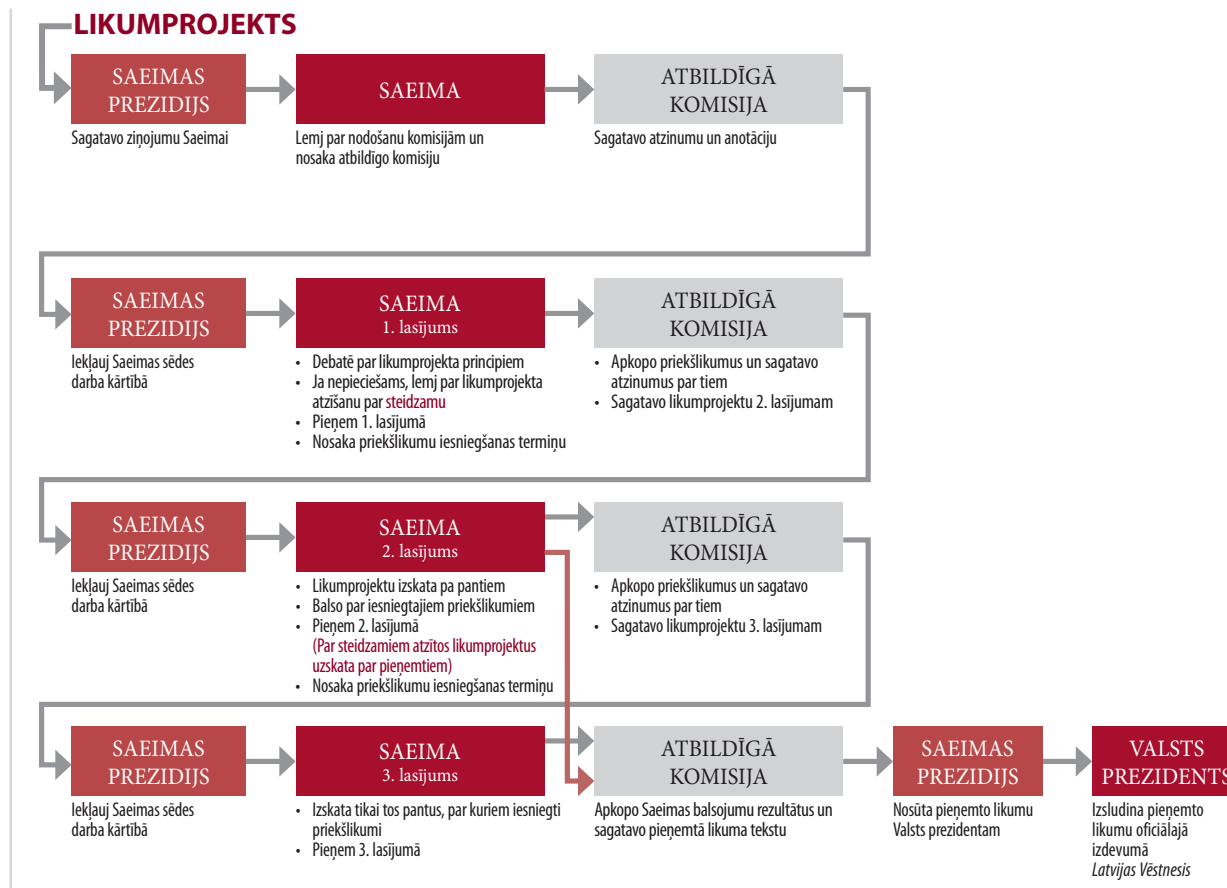 LIKUMPROJEKTS
SAEIMAS
PREZIDIJS
Sagatavo ziņojumu Saeimai
SAEIMA
Lemj par nodošanu komisijām un
nosaka atbildīgo komisiju
ATBILDĪGĀ
KOMISIJA
Sagatavo atzinumu un anotāciju
SAEIMAS
PREZIDIJS
Iekļauj Saeimas sēdes
darba kārtībā
SAEIMA
1. lasījums
• Debatē par likumprojekta principiem
• Ja nepieciešams, lemj par likumprojekta
atzīšanu par steidzamu
• Pieņem 1. lasījumā
• Nosaka priekšlikumu iesniegšanas termiņu
ATBILDĪGĀ
KOMISIJA
• Apkopo priekšlikumus un sagatavo
atzinumus par tiem
• Sagatavo likumprojektu 2. lasījumam
SAEIMAS
PREZIDIJS
Iekļauj Saeimas sēdes
darba kārtībā
SAEIMA
2. lasījums
• Likumprojektu izskata pa pantiem
• Balso par iesniegtajiem priekšlikumiem
• Pieņem 2. lasījumā
(Par steidzamiem atzītos likumprojektus
uzskata par pieņemtiem)
• Nosaka priekšlikumu iesniegšanas termiņu
ATBILDĪGĀ
KOMISIJA
• Apkopo priekšlikumus un sagatavo
atzinumus par tiem
• Sagatavo likumprojektu 3. lasījumam
SAEIMAS
PREZIDIJS
Iekļauj Saeimas sēdes
darba kārtībā
SAEIMA
3. lasījums
• Izskata tikai tos pantus, par kuriem iesniegti
priekšlikumi
• Pieņem 3. lasījumā
ATBILDĪGĀ
KOMISIJA
Apkopo Saeimas balsojumu rezultātus un
sagatavo pieņemtā likuma tekstu
SAEIMAS
PREZIDIJS
Nosūta pieņemto likumu
Valsts prezidentam
VALSTS
PREZIDENTS
Izsludina pieņemto
likumu oficiālajā
izdevumā
Latvijas Vēstnesis